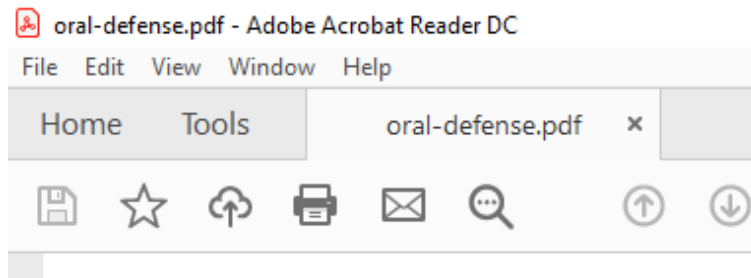 oral-defense.pdf - Adobe Acrobat Reader DC
File Edit View Window Help
Home Tools oral-defense.pdf ×